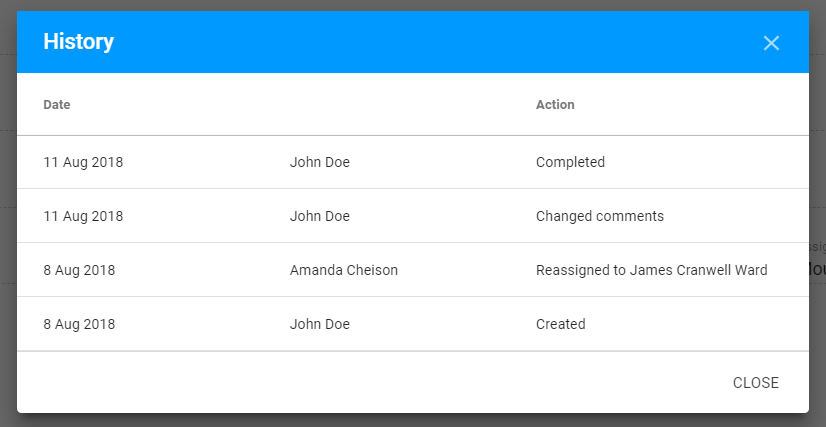 History
Date Action
11 Aug 2018 John Doe Completed
11 Aug 2018 John Doe Changed comments
8 Aug 2018 Amanda Cheison Reassigned to James Cranwell Ward
8 Aug 2018 John Doe Created
CLOSE